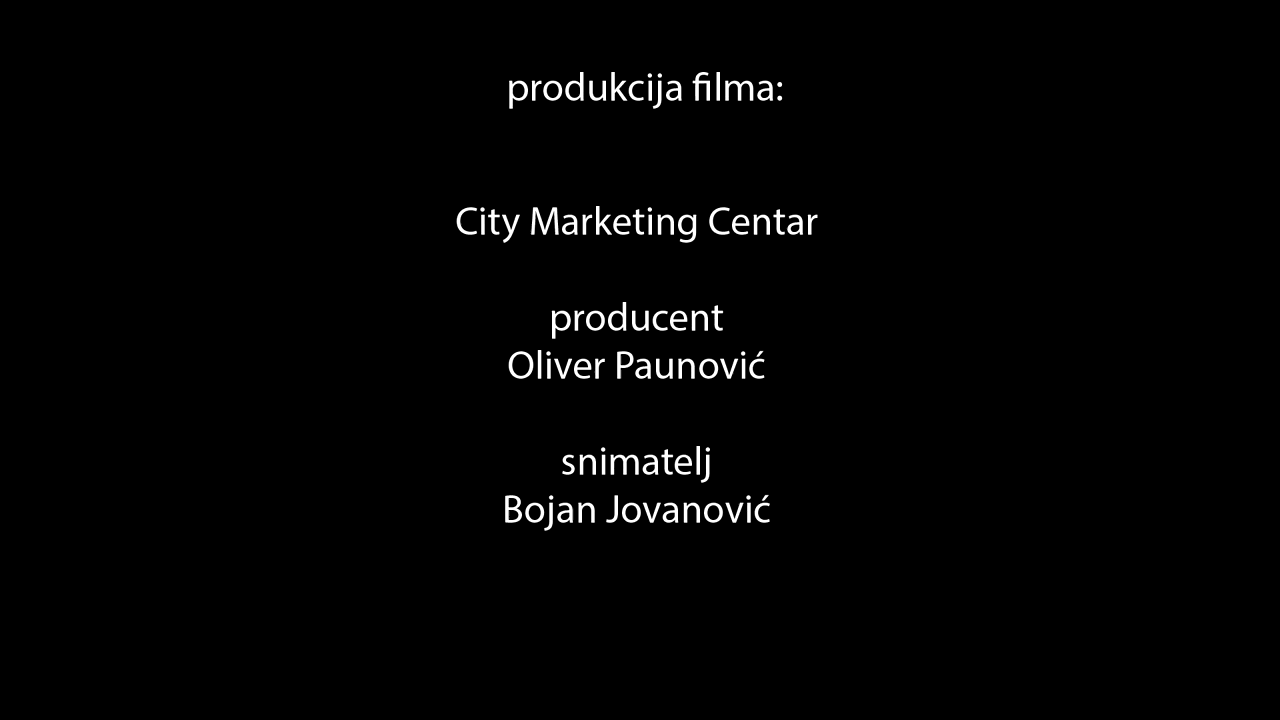 produkcija filma:
City Marketing Centar
producent
Oliver Paunović
snimatelj
Bojan Jovanović